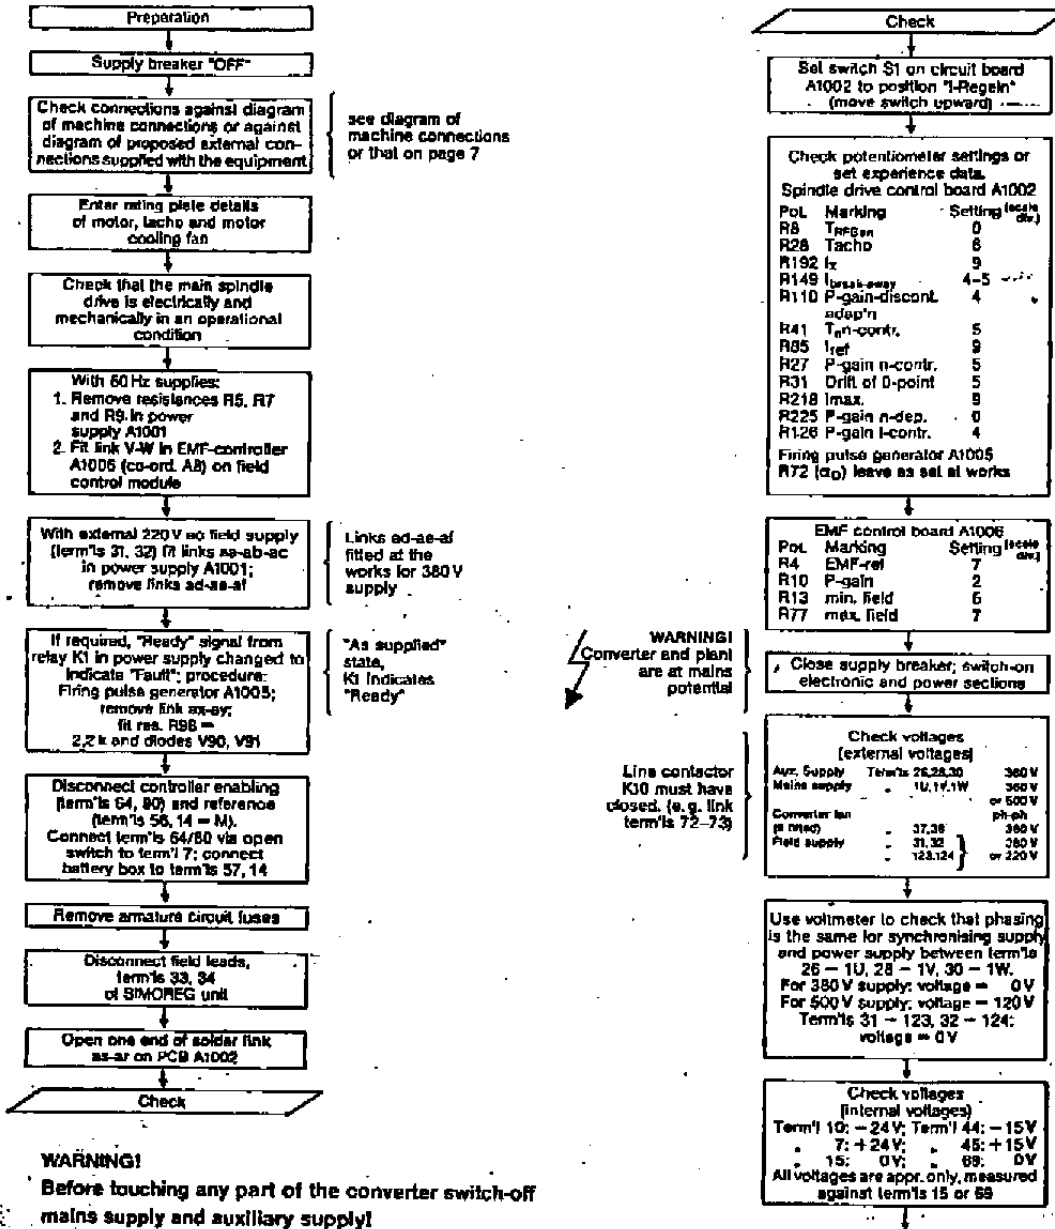 Preparation
Supply breaker "OFF"
Check connections against diagram
of machine connections or against
diagram of proposed external con-
nections supplied with the equipment
see diagram of
machine connections
or that on page 7
Enter rating plate details
of motor, tacho and motor
cooling fan
Check that the main spindle
drive is electrically and
mechanically in an operational
condition
With 60 Hz supplies:
1. Remove resistances R5, R7
and R9 in power
supply A1001
2. Fit link V-W in EMF-controller
A1006 (co-ord. A8) on field
control module
With external 220 V ac field supply
(term'ls 31, 32) fit links aa-ab-ac
in power supply A1001;
remove links ad-ae-af
Links ad-ae-af
fitted at the
works for 380 V
supply
If required, "Ready" signal from
relay K1 in power supply changed to
indicate "Fault"; procedure:
Firing pulse generator A1005;
remove link ax-ay;
fit res. R98 =
2,2 k and diodes V90, V91
"As supplied"
state,
K1 indicates
"Ready"
Disconnect controller enabling
(term'ls 64, 80) and reference
(term'ls 56, 14 = M).
Connect term'ls 64/80 via open
switch to term'l 7; connect
battery box to term'ls 57, 14
Remove armature circuit fuses
Disconnect field leads,
term'ls 33, 34
of SIMOREG unit
Open one end of solder link
as-ar on PCB A1002
Check
WARNING!
Before touching any part of the converter switch-off
mains supply and auxiliary supply!
Check
Set switch S1 on circuit board
A1002 to position "I-Regeln"
(move switch upward)
Check potentiometer settings or
set experience data.
Spindle drive control board A1002
Pot. Marking Setting (scale div.)
R8 T RFG an 0
R28 Tacho 6
R192 Ix 9
R149 I break-away 4-5
R110 P-gain-discont. 4
adap'n
R41 Tn n-contr. 5
R85 Iref 9
R27 P-gain n-contr. 5
R31 Drift of 0-point 5
R218 Imax. 9
R225 P-gain n-dep. 0
R126 P-gain I-contr. 4
Firing pulse generator A1005
R72 (αO) leave as set at works
EMF control board A1006
Pot. Marking Setting (scale div.)
R4 EMF-ref 7
R10 P-gain 2
R13 min. field 6
R77 max. field 7
WARNING!
Converter and plant
are at mains
potential
Close supply breaker; switch-on
electronic and power sections
Line contactor
K10 must have
closed. (e.g. link
term'ls 72-73)
Check voltages
(external voltages)
Aux. Supply Term'ls 26,28,30 380 V
Mains supply " 1U,1V,1W 380 V
or 500 V
Converter fan ph-ph
(if fitted) " 37,38 380 V
Field supply " 31, 32 } 380 V
" 123,124 } or 220 V
Use voltmeter to check that phasing
is the same for synchronising supply
and power supply between term'ls
26 – 1U, 28 – 1V, 30 – 1W.
For 380 V supply: voltage = 0 V
For 500 V supply: voltage = 120 V
Term'ls 31 – 123, 32 – 124:
voltage = 0 V
Check voltages
(internal voltages)
Term'l 10: –24V; Term'l 44: –15V
" 7: +24V; " 45: +15V
" 15: 0V; " 69: 0V
All voltages are appr. only, measured
against term'ls 15 or 69